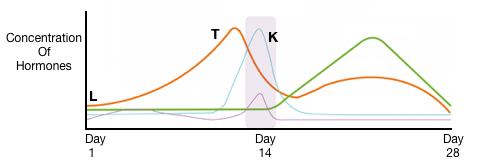 Concentration
Of
Hormones
T
K
L
Day
1
Day
14
Day
28